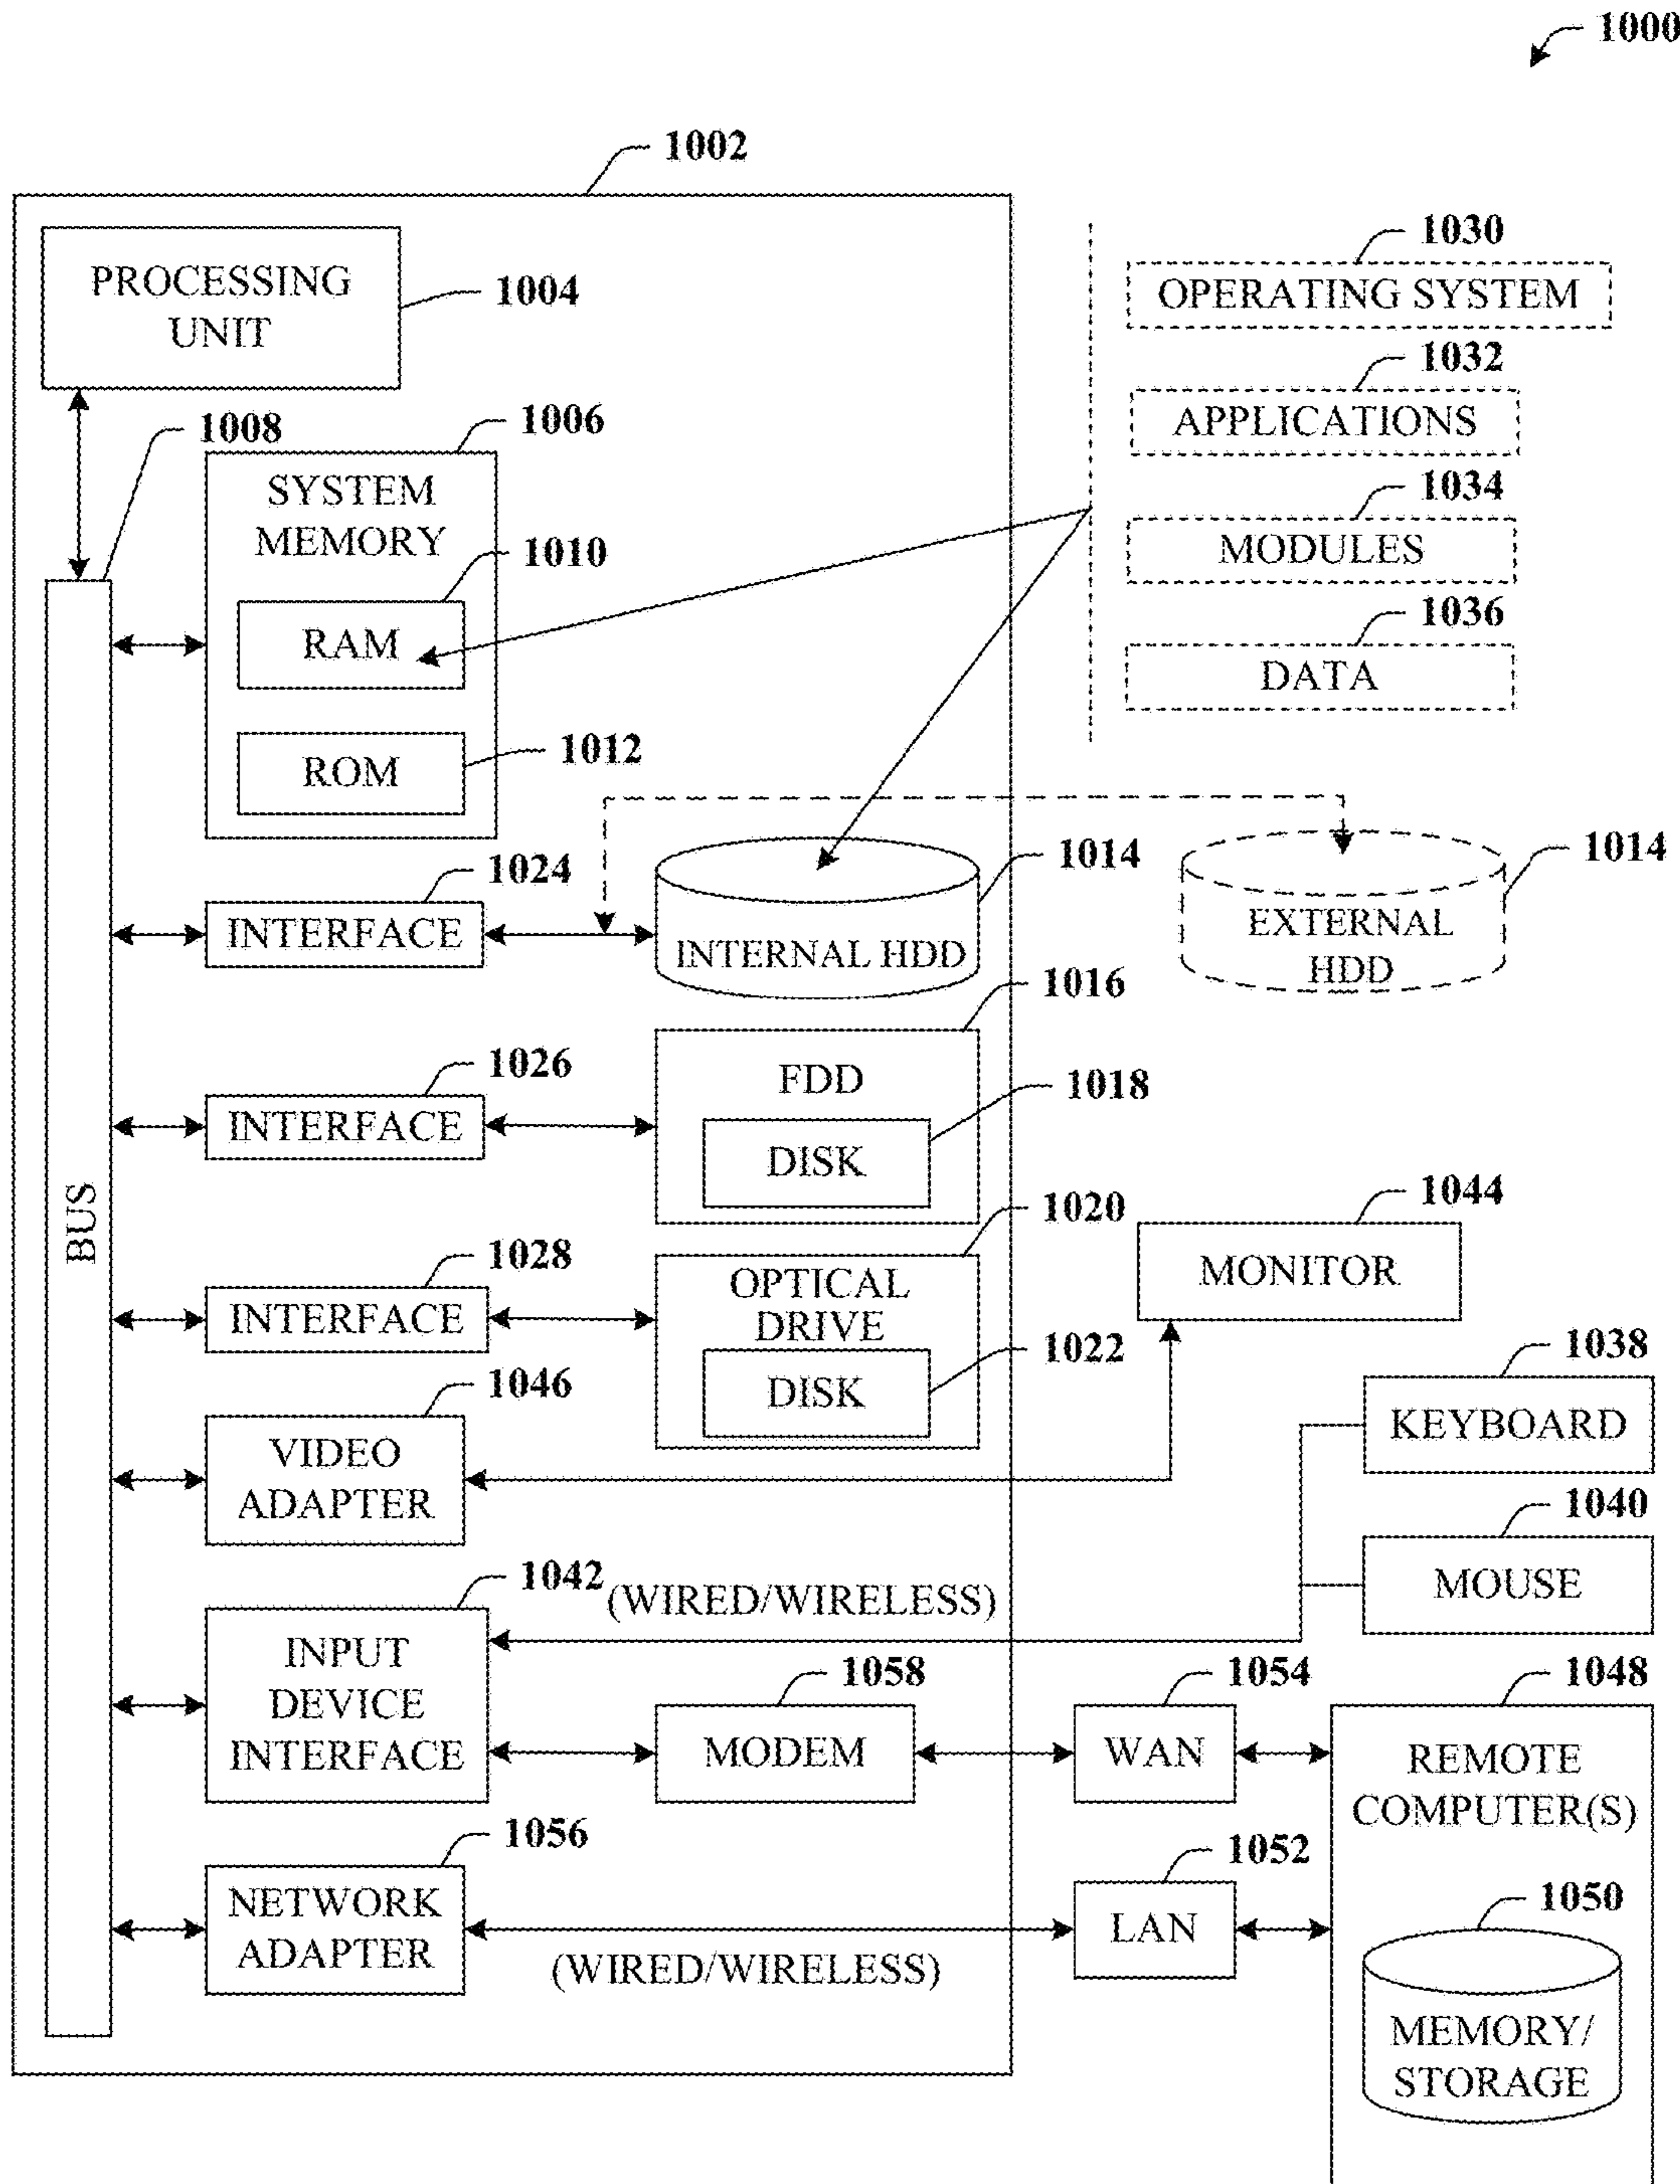 1000
1002
PROCESSING
UNIT
1004
1030
OPERATING SYSTEM
1032
APPLICATIONS
1034
MODULES
1036
DATA
1008
1006
SYSTEM
MEMORY
1010
RAM
1012
ROM
BUS
1024
INTERFACE
1014
INTERNAL HDD
1014
EXTERNAL
HDD
1026
INTERFACE
1016
FDD
1018
DISK
1028
INTERFACE
1020
OPTICAL
DRIVE
1022
DISK
1044
MONITOR
1046
VIDEO
ADAPTER
1038
KEYBOARD
1040
MOUSE
1042
(WIRED/WIRELESS)
INPUT
DEVICE
INTERFACE
1058
MODEM
1054
WAN
1048
REMOTE
COMPUTER(S)
1056
NETWORK
ADAPTER
(WIRED/WIRELESS)
1052
LAN
1050
MEMORY/
STORAGE